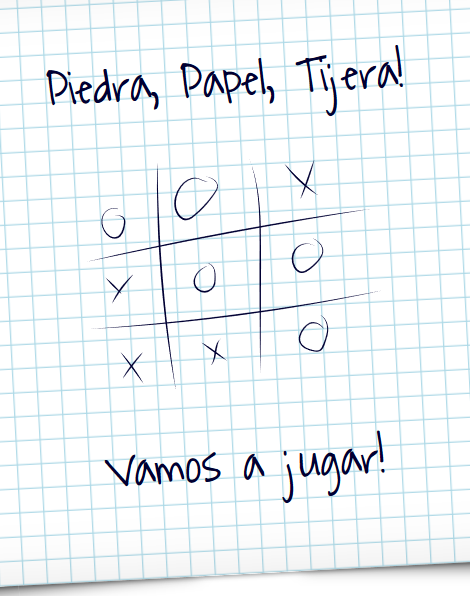 Piedra, Papel, Tijera!
O O X
X O O
X X O
Vamos a jugar!